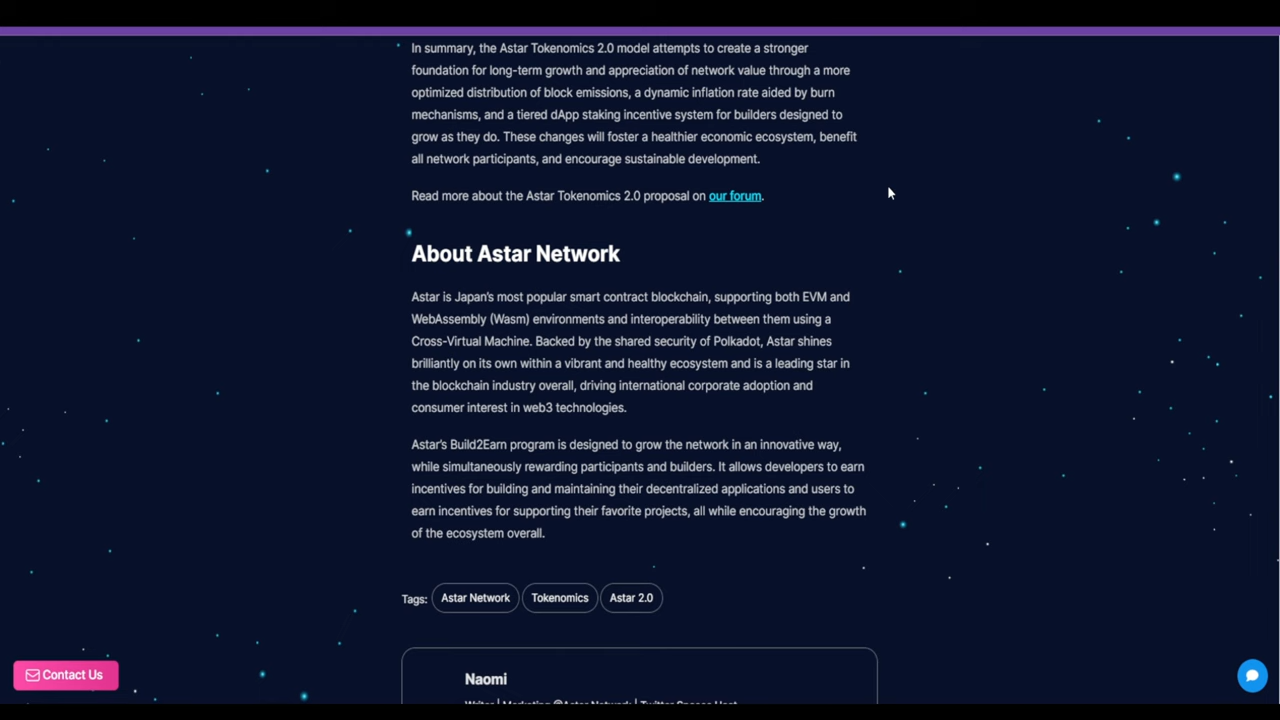 In summary, the Astar Tokenomics 2.0 model attempts to create a stronger
foundation for long-term growth and appreciation of network value through a more
optimized distribution of block emissions, a dynamic inflation rate aided by burn
mechanisms, and a tiered dApp staking incentive system for builders designed to
grow as they do. These changes will foster a healthier economic ecosystem, benefit
all network participants, and encourage sustainable development.
Read more about the Astar Tokenomics 2.0 proposal on our forum.
About Astar Network
Astar is Japan's most popular smart contract blockchain, supporting both EVM and
WebAssembly (Wasm) environments and interoperability between them using a
Cross-Virtual Machine. Backed by the shared security of Polkadot, Astar shines
brilliantly on its own within a vibrant and healthy ecosystem and is a leading star in
the blockchain industry overall, driving international corporate adoption and
consumer interest in web3 technologies.
Astar's Build2Earn program is designed to grow the network in an innovative way,
while simultaneously rewarding participants and builders. It allows developers to earn
incentives for building and maintaining their decentralized applications and users to
earn incentives for supporting their favorite projects, all while encouraging the growth
of the ecosystem overall.
Tags: Astar Network Tokenomics Astar 2.0
Contact Us
Naomi
Writer | Marketing @Astar Network | Twitter Spaces Host